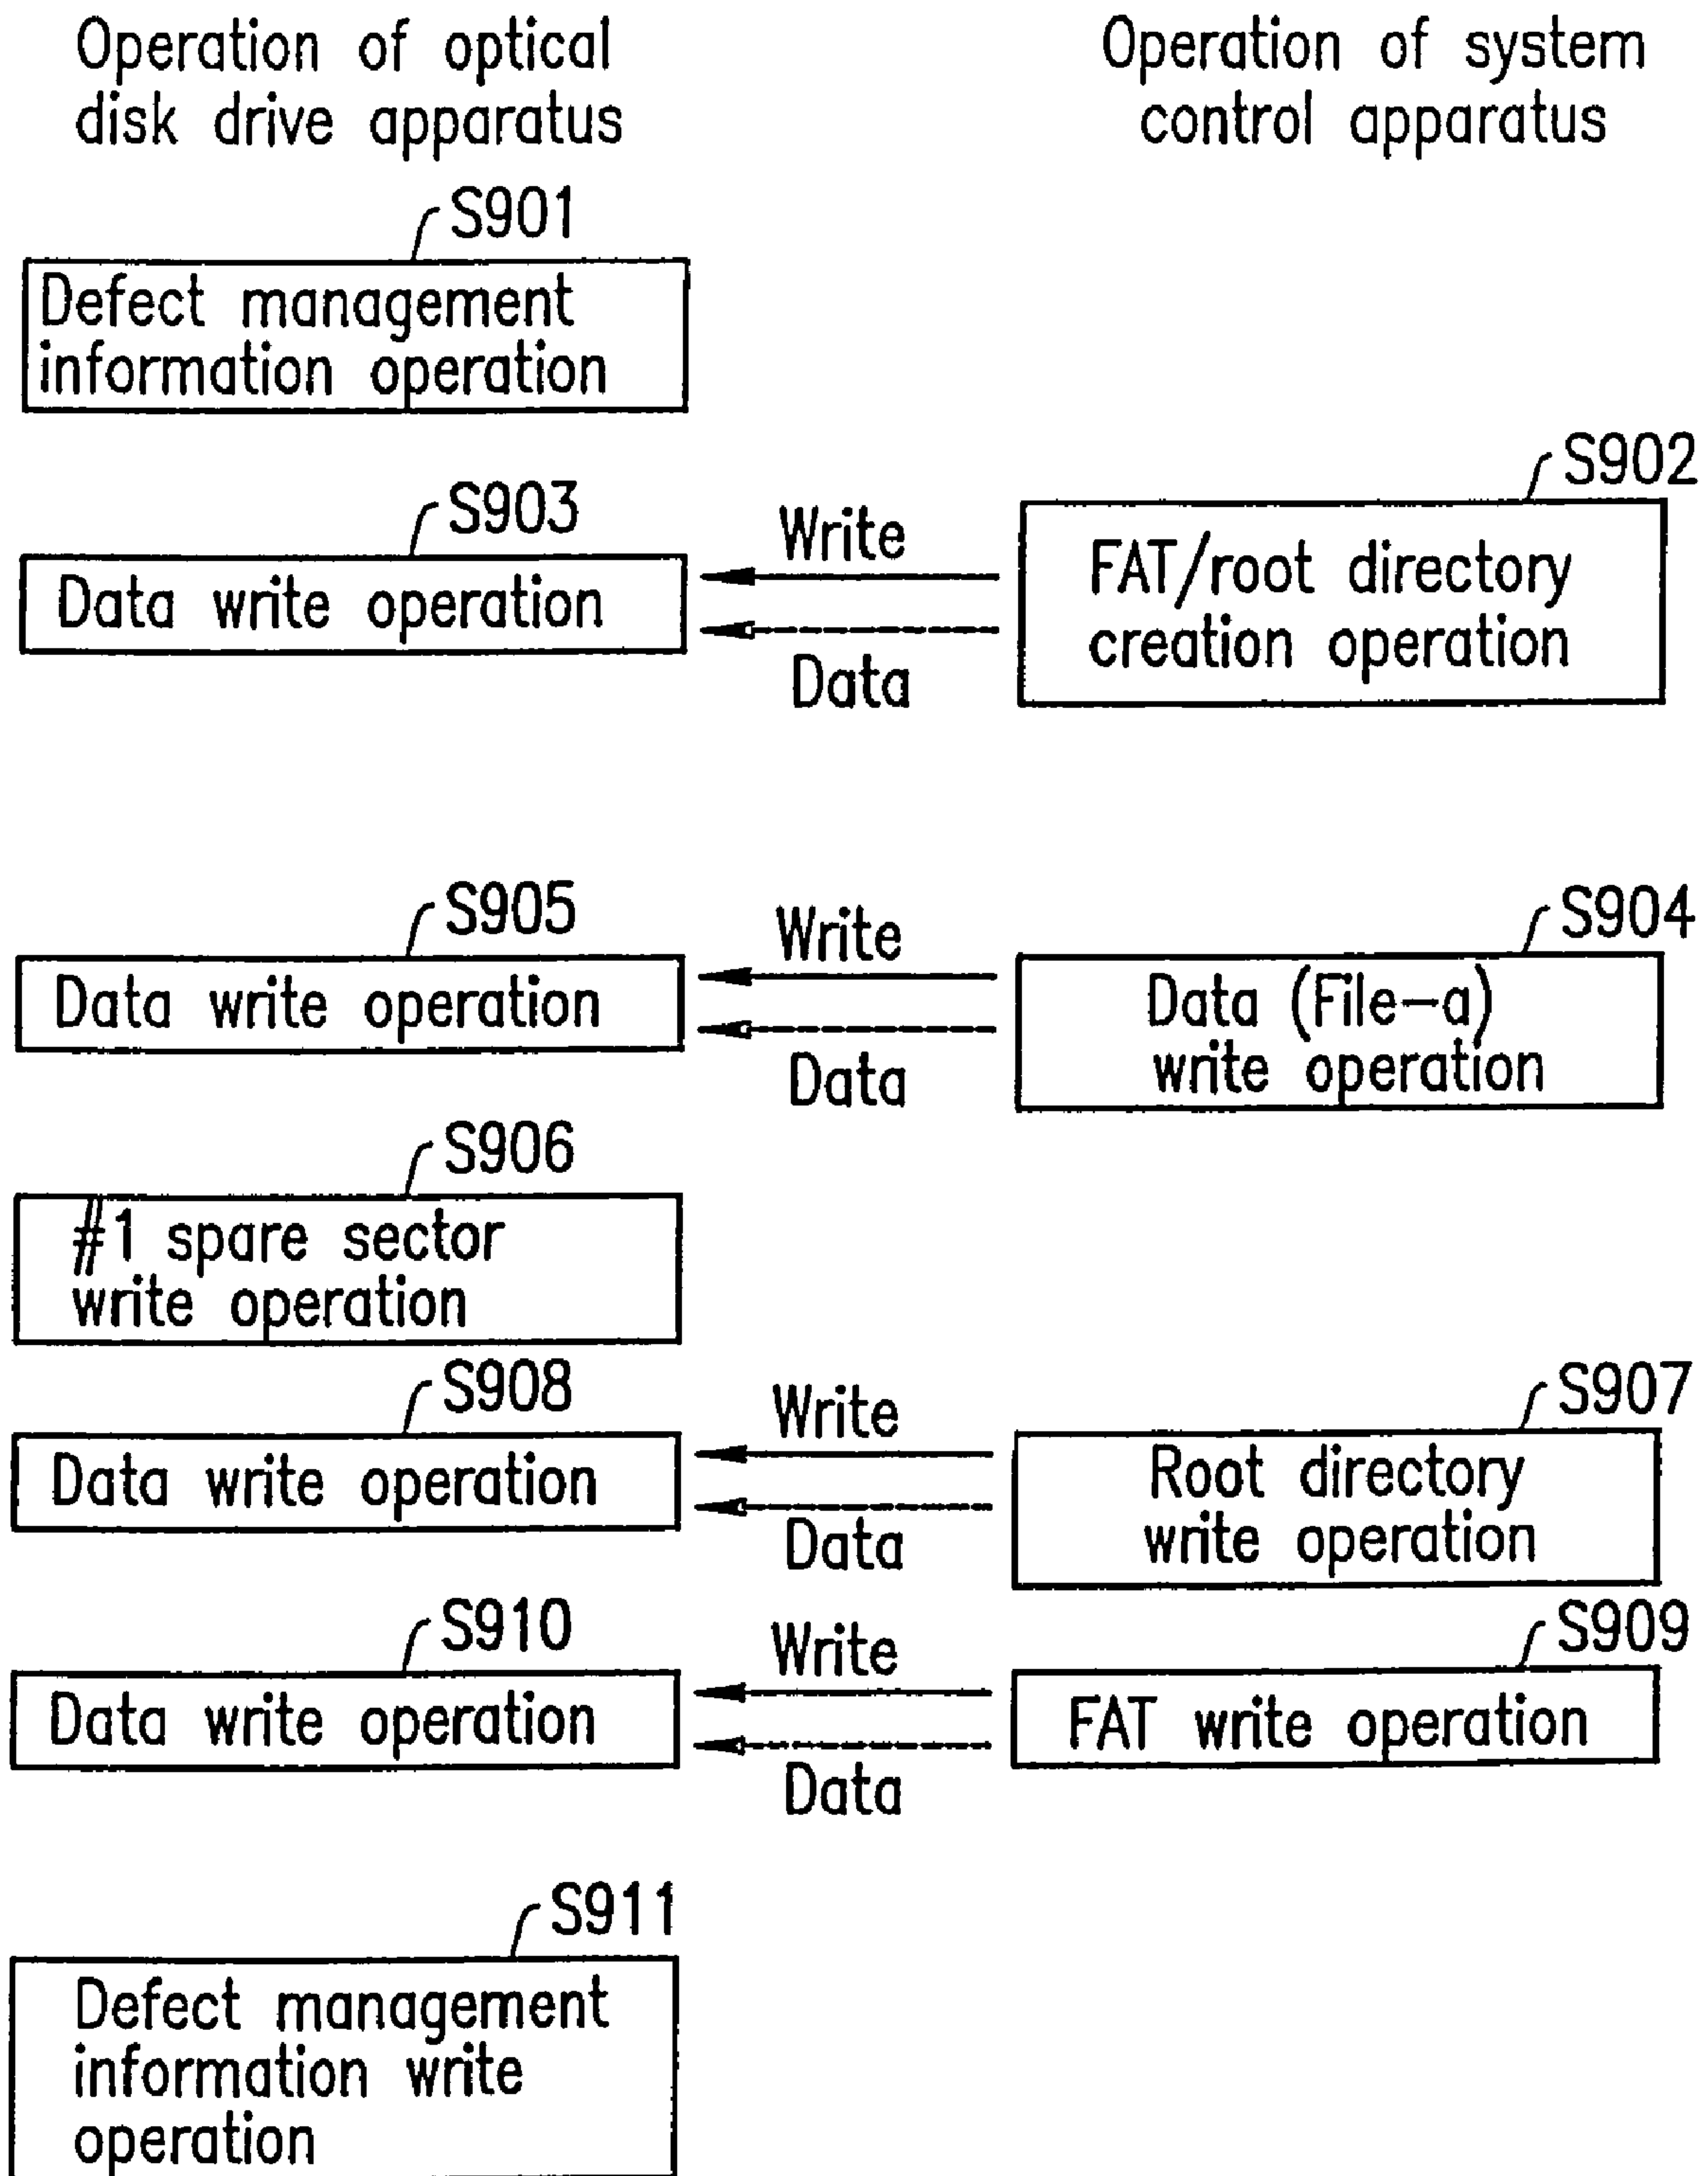 Operation of optical
disk drive apparatus
Operation of system
control apparatus
S901
Defect management
information operation
S902
S903
Write
Data write operation
FAT/root directory
creation operation
Data
S905
Write
S904
Data write operation
Data (File-a)
write operation
Data
S906
#1 spare sector
write operation
S908
Write
S907
Data write operation
Root directory
write operation
Data
S910
Write
S909
Data write operation
FAT write operation
Data
S911
Defect management
information write
operation